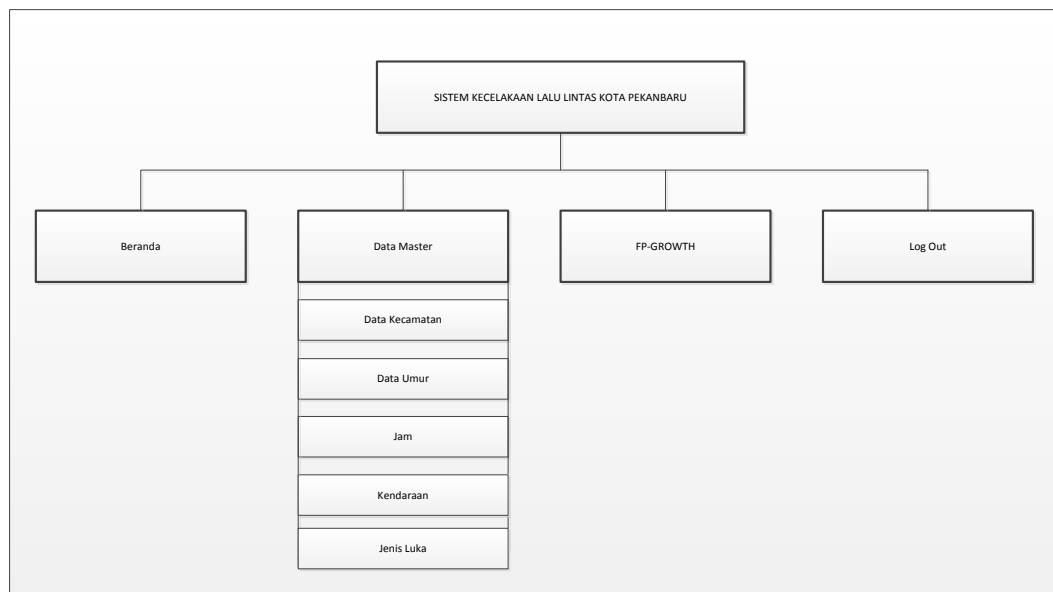 SISTEM KECELAKAAN LALU LINTAS KOTA PEKANBARU
Beranda
Data Master
FP-GROWTH
Log Out
Data Kecamatan
Data Umur
Jam
Kendaraan
Jenis Luka